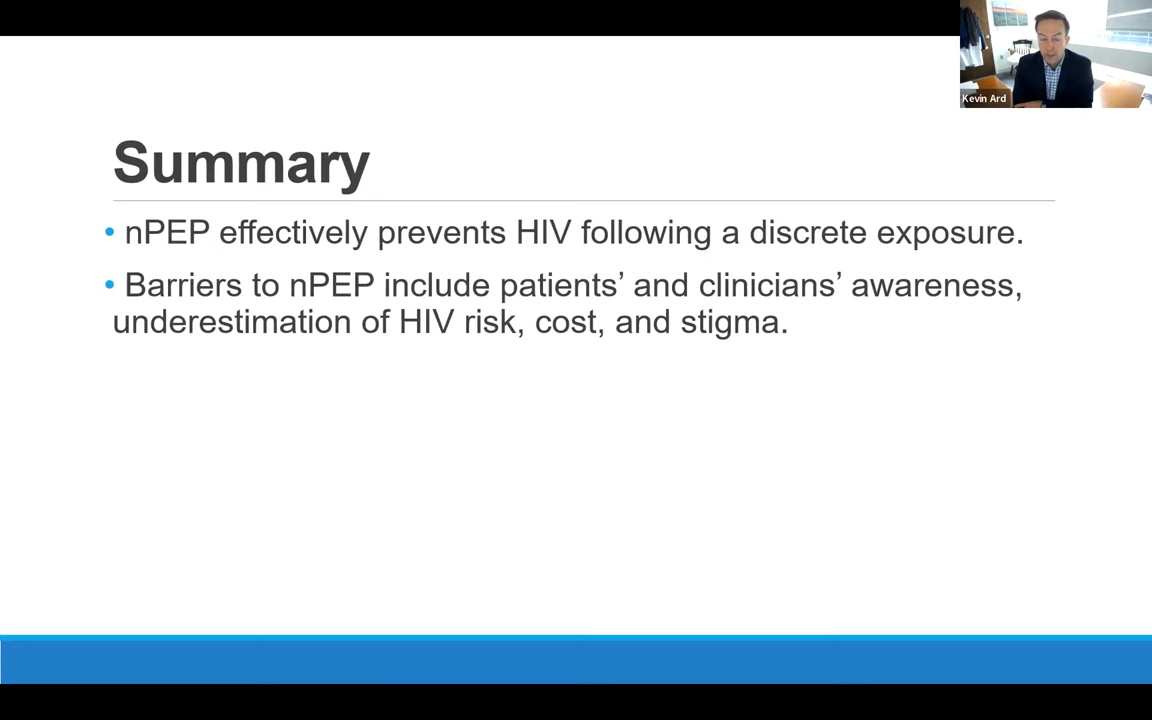 Kevin Ard
Summary
• nPEP effectively prevents HIV following a discrete exposure.
• Barriers to nPEP include patients’ and clinicians’ awareness,
underestimation of HIV risk, cost, and stigma.